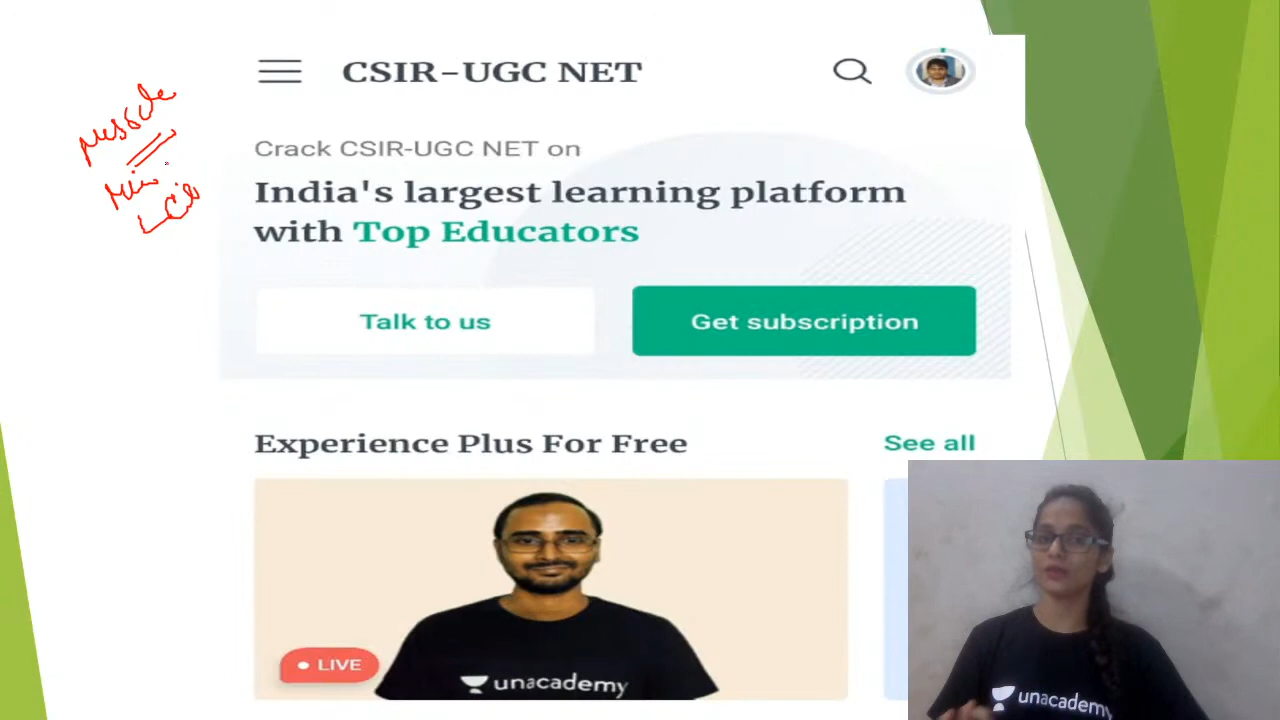 CSIR-UGC NET
Crack CSIR-UGC NET on
India's largest learning platform
with Top Educators
Talk to us
Get subscription
Experience Plus For Free
See all
LIVE
unacademy
unacademy